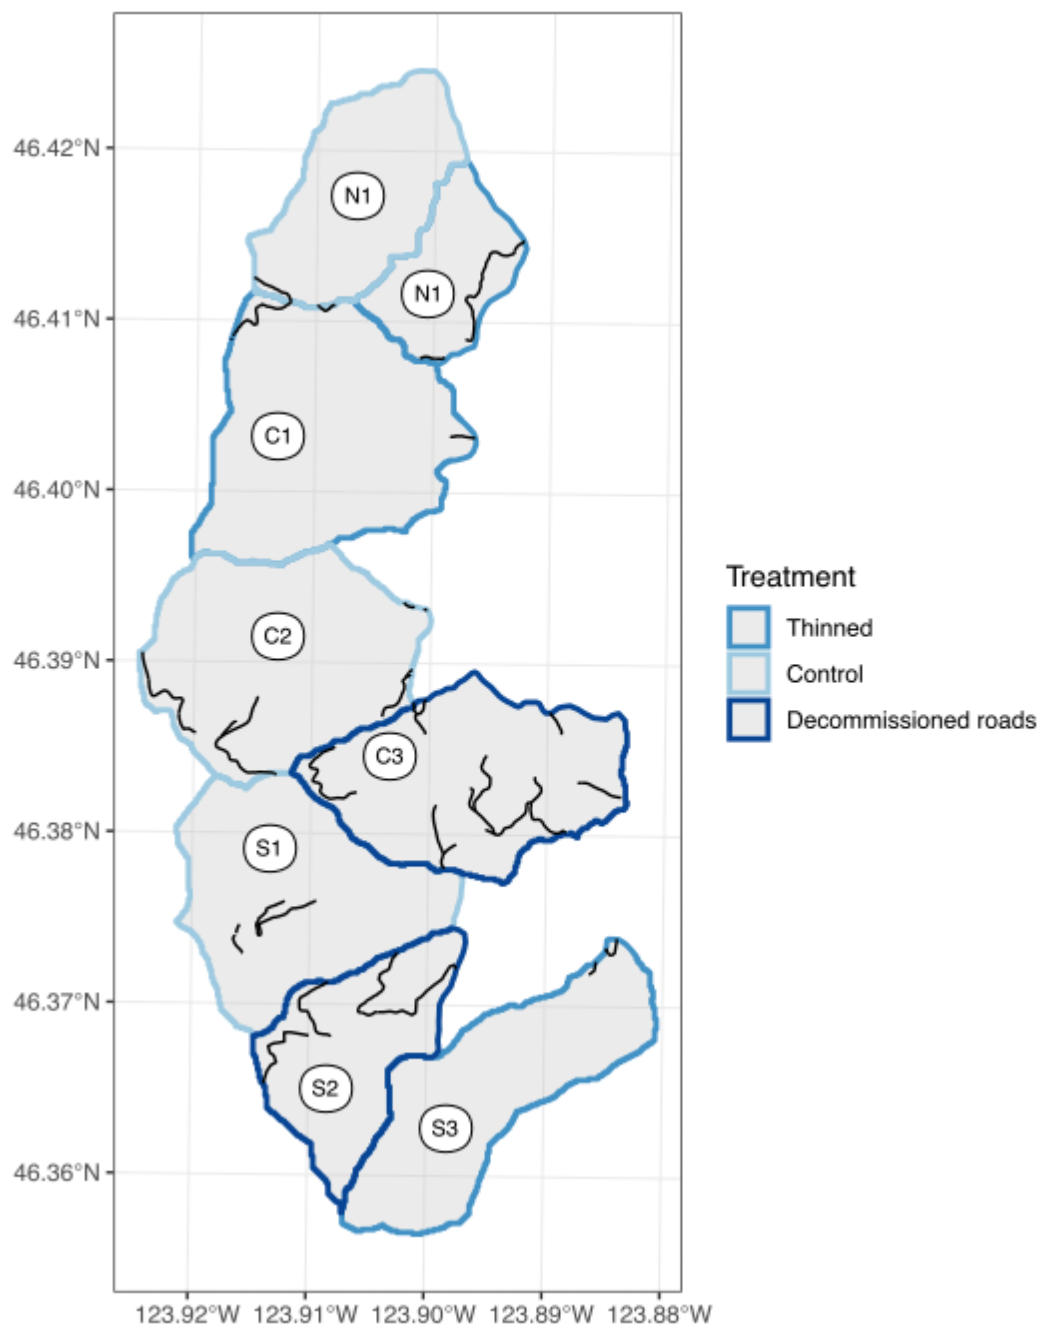 46.42°N
46.41°N
46.40°N
46.39°N
46.38°N
46.37°N
46.36°N
N1
N1
C1
C2
C3
S1
S2
S3
123.92°W 123.91°W 123.90°W 123.89°W 123.88°W
Treatment
Thinned
Control
Decommissioned roads